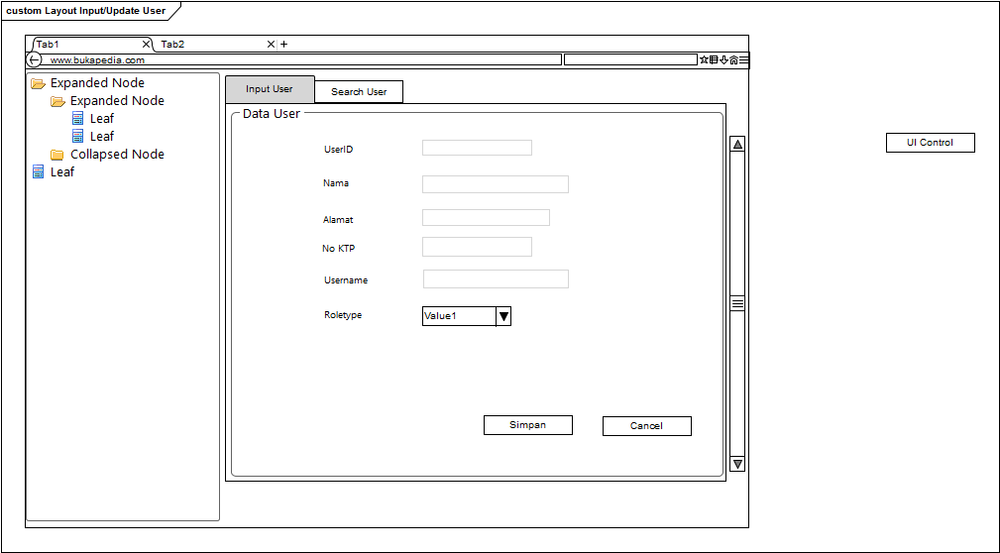 custom Layout Input/Update User
Tab1 Tab2
www.bukapedia.com
Expanded Node
Expanded Node
Leaf
Leaf
Collapsed Node
Leaf
Input User Search User
Data User
UserID
Nama
Alamat
No KTP
Username
Roletype Value1
Simpan Cancel
UI Control